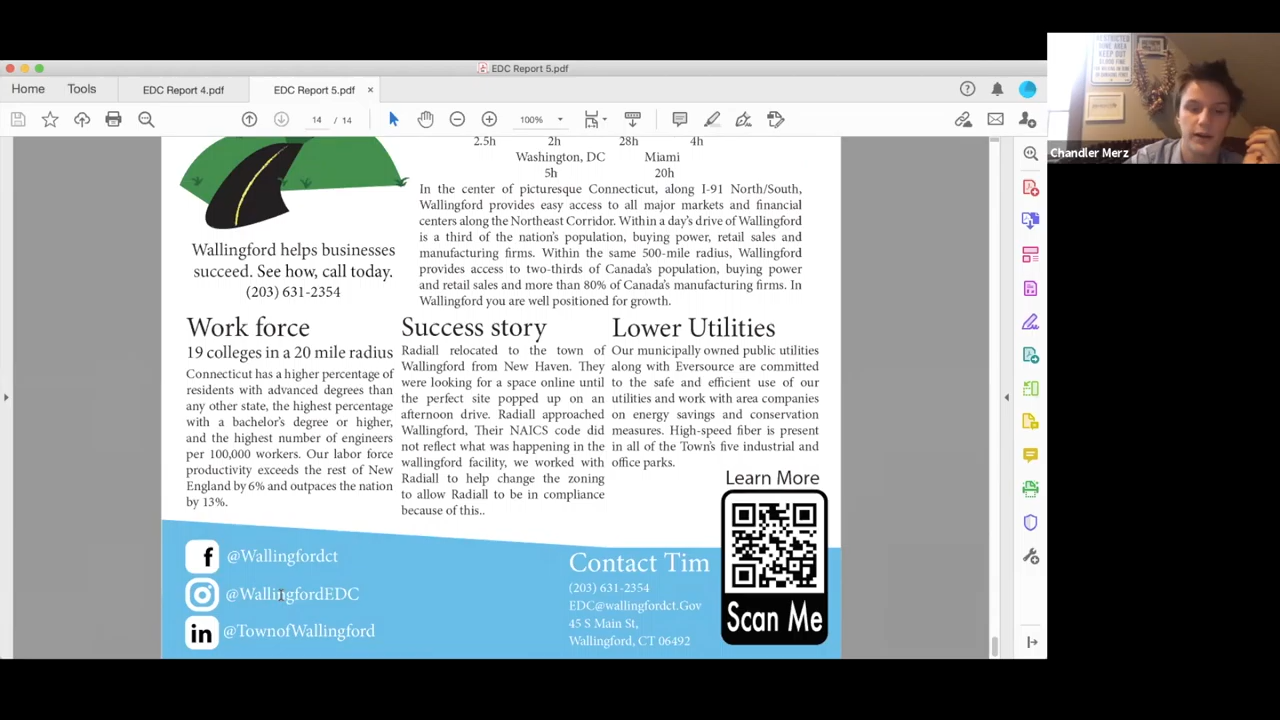 EDC Report 5.pdf
Home
Tools
EDC Report 4.pdf
EDC Report 5.pdf
×
14 / 14
100%
2.5h 2h 28h 4h
Washington, DC Miami
5h 20h
In the center of picturesque Connecticut, along I-91 North/South,
Wallingford provides easy access to all major markets and financial
centers along the Northeast Corridor. Within a day's drive of Wallingford
is a third of the nation's population, buying power, retail sales and
manufacturing firms. Within the same 500-mile radius, Wallingford
provides access to two-thirds of Canada's population, buying power
and retail sales and more than 80% of Canada's manufacturing firms. In
Wallingford you are well positioned for growth.
Wallingford helps businesses
succeed. See how, call today.
(203) 631-2354
Work force
19 colleges in a 20 mile radius
Connecticut has a higher percentage of
residents with advanced degrees than
any other state, the highest percentage
with a bachelor's degree or higher,
and the highest number of engineers
per 100,000 workers. Our labor force
productivity exceeds the rest of New
England by 6% and outpaces the nation
by 13%.
Success story
Radiall relocated to the town of
Wallingford from New Haven. They
were looking for a space online until
the perfect site popped up on an
afternoon drive. Radiall approached
Wallingford, Their NAICS code did
not reflect what was happening in the
wallingford facility, we worked with
Radiall to help change the zoning
to allow Radiall to be in compliance
because of this..
Lower Utilities
Our municipally owned public utilities
along with Eversource are committed
to the safe and efficient use of our
utilities and work with area companies
on energy savings and conservation
measures. High-speed fiber is present
in all of the Town's five industrial and
office parks.
Learn More
Scan Me
f @Wallingfordct
@WallingfordEDC
in @TownofWallingford
Contact Tim
(203) 631-2354
EDC@wallingfordct.Gov
45 S Main St,
Wallingford, CT 06492
Chandler Merz